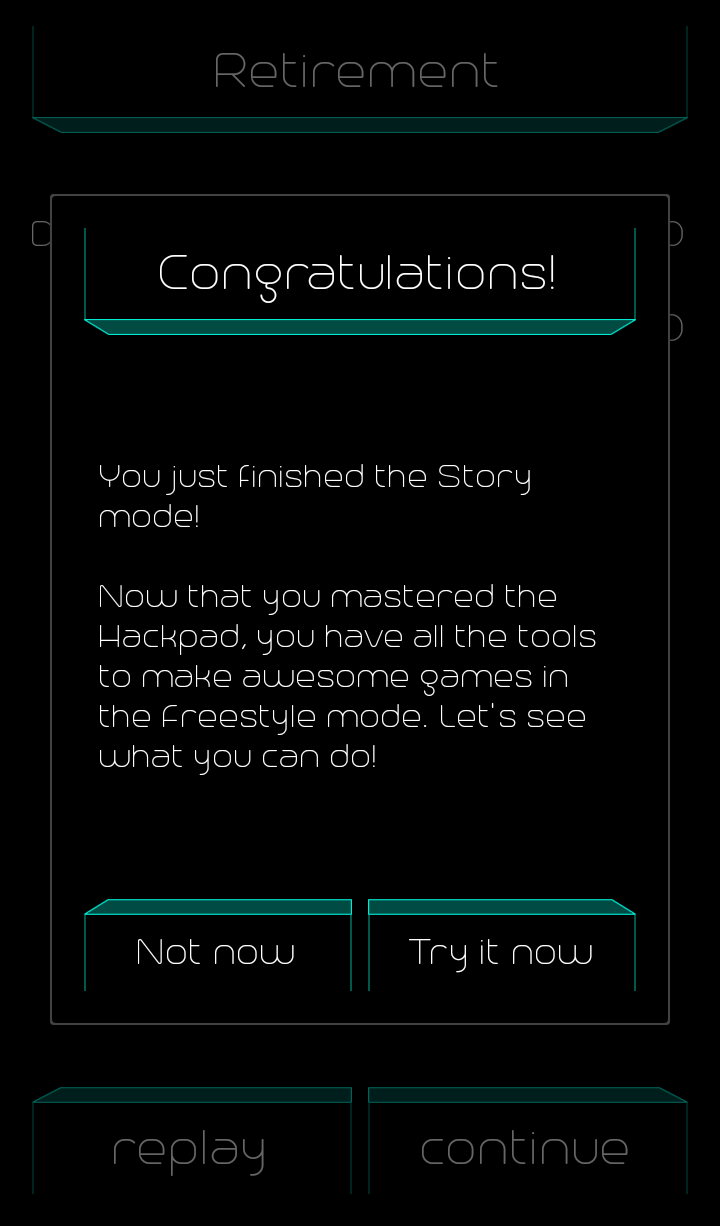 Retirement
Congratulations!
You just finished the Story
mode!
Now that you mastered the
Hackpad, you have all the tools
to make awesome games in
the Freestyle mode. Let's see
what you can do!
Not now
Try it now
replay
continue